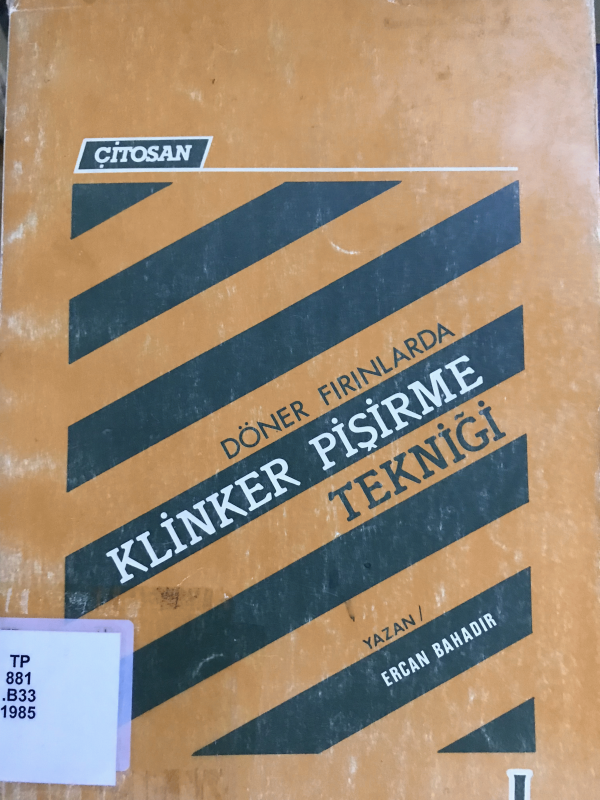 ÇİTOSAN
DÖNER FIRINLARDA
KLİNKER PİŞİRME
TEKNİĞİ
YAZAN /
ERCAN BAHADIR
TP
881
.B33
1985